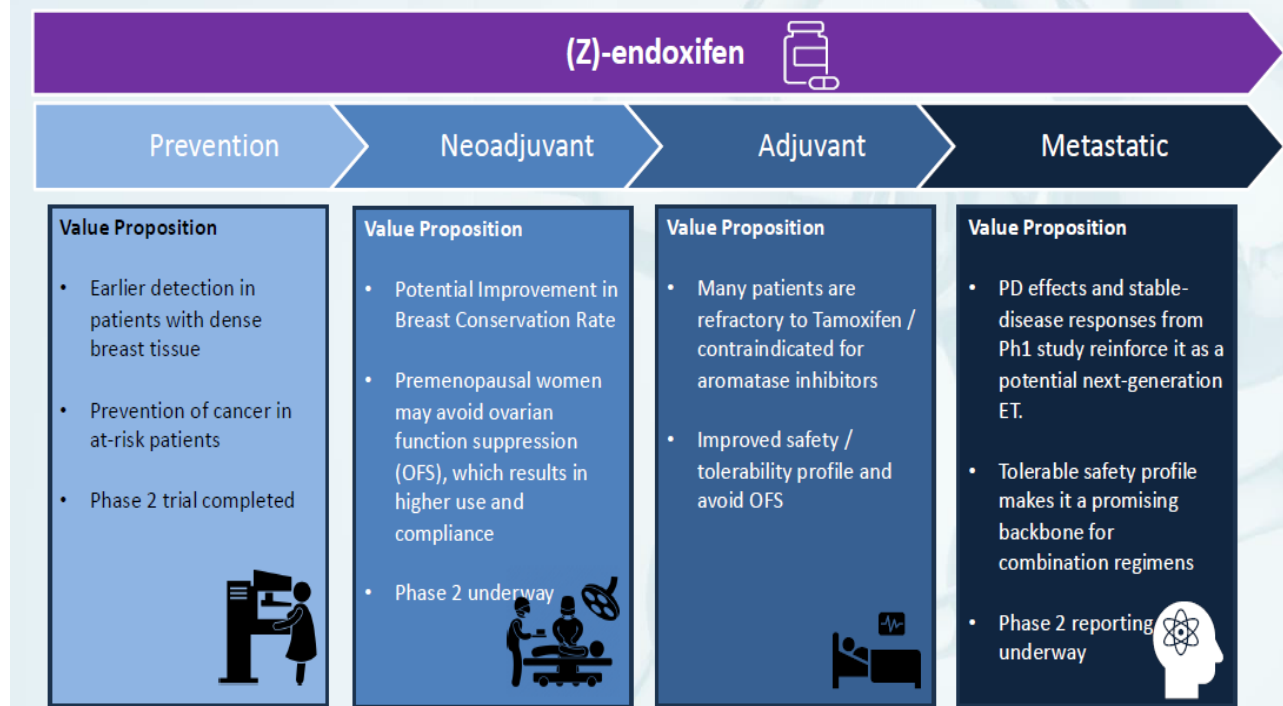 (Z)-endoxifen
Prevention
Neoadjuvant
Adjuvant
Metastatic
Value Proposition
• Earlier detection in
patients with dense
breast tissue
• Prevention of cancer in
at-risk patients
• Phase 2 trial completed
Value Proposition
• Potential Improvement in
Breast Conservation Rate
• Premenopausal women
may avoid ovarian
function suppression
(OFS), which results in
higher use and
compliance
• Phase 2 underway
Value Proposition
• Many patients are
refractory to Tamoxifen /
contraindicated for
aromatase inhibitors
• Improved safety /
tolerability profile and
avoid OFS
Value Proposition
• PD effects and stable-
disease responses from
Ph1 study reinforce it as a
potential next-generation
ET.
• Tolerable safety profile
makes it a promising
backbone for
combination regimens
• Phase 2 reporting
underway